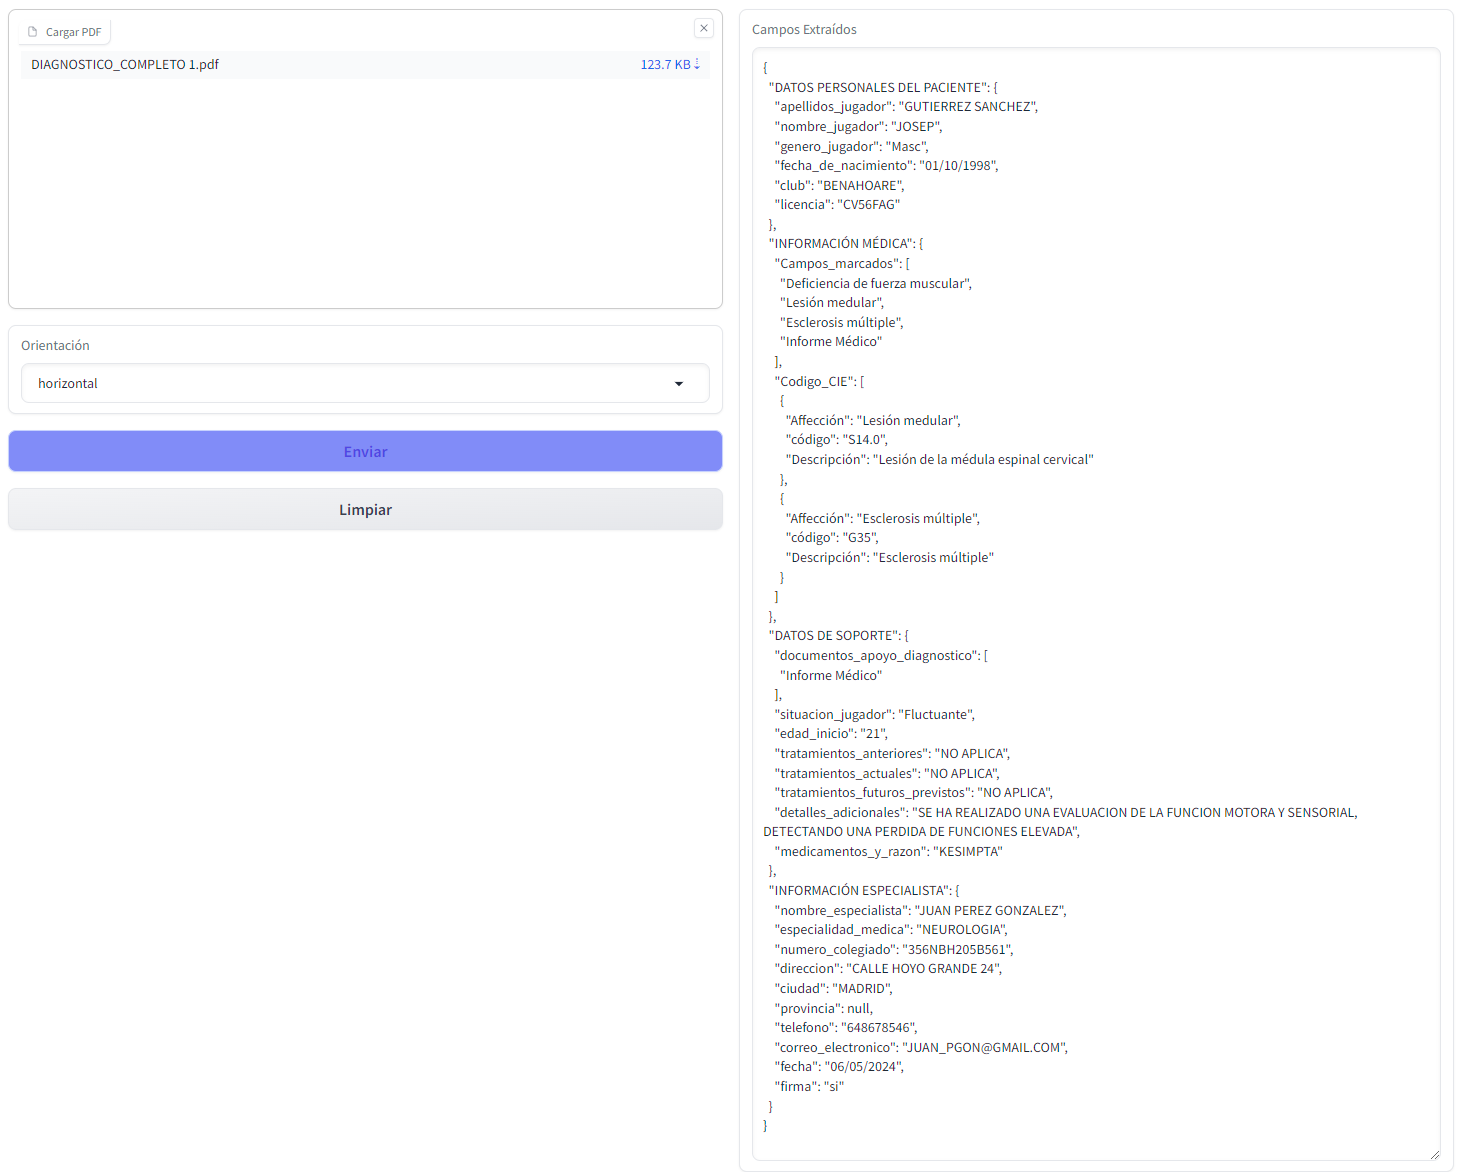 Cargar PDF
DIAGNOSTICO_COMPLETO 1.pdf
123.7 KB⇣
Orientación
horizontal
Enviar
Limpiar
Campos Extraídos
{
"DATOS PERSONALES DEL PACIENTE": {
"apellidos_jugador": "GUTIERREZ SANCHEZ",
"nombre_jugador": "JOSEP",
"genero_jugador": "Masc",
"fecha_de_nacimiento": "01/10/1998",
"club": "BENAHOARE",
"licencia": "CV56FAG"
},
"INFORMACIÓN MÉDICA": {
"Campos_marcados": [
"Deficiencia de fuerza muscular",
"Lesión medular",
"Esclerosis múltiple",
"Informe Médico"
],
"Codigo_CIE": [
{
"Affección": "Lesión medular",
"código": "S14.0",
"Descripción": "Lesión de la médula espinal cervical"
},
{
"Affección": "Esclerosis múltiple",
"código": "G35",
"Descripción": "Esclerosis múltiple"
}
]
},
"DATOS DE SOPORTE": {
"documentos_apoyo_diagnostico": [
"Informe Médico"
],
"situacion_jugador": "Fluctuante",
"edad_inicio": "21",
"tratamientos_anteriores": "NO APLICA",
"tratamientos_actuales": "NO APLICA",
"tratamientos_futuros_previstos": "NO APLICA",
"detalles_adicionales": "SE HA REALIZADO UNA EVALUACION DE LA FUNCION MOTORA Y SENSORIAL,
DETECTANDO UNA PERDIDA DE FUNCIONES ELEVADA",
"medicamentos_y_razon": "KESIMPTA"
},
"INFORMACIÓN ESPECIALISTA": {
"nombre_especialista": "JUAN PEREZ GONZALEZ",
"especialidad_medica": "NEUROLOGIA",
"numero_colegiado": "356NBH205B561",
"direccion": "CALLE HOYO GRANDE 24",
"ciudad": "MADRID",
"provincia": null,
"telefono": "648678546",
"correo_electronico": "JUAN_PGON@GMAIL.COM",
"fecha": "06/05/2024",
"firma": "si"
}
}